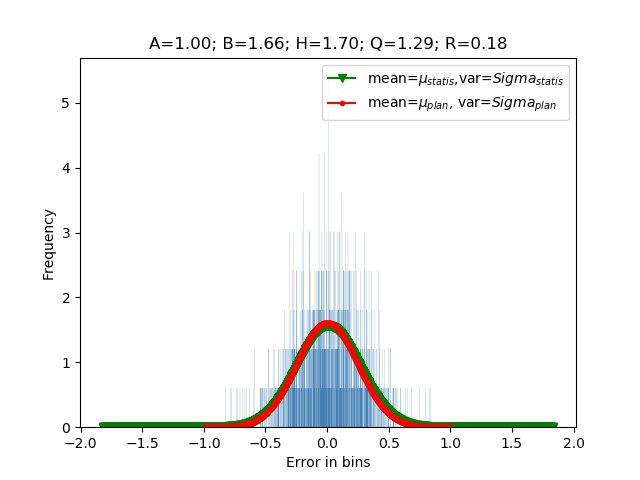 A=1.00; B=1.66; H=1.70; Q=1.29; R=0.18
mean=μstatis,var=Sigmastatis
mean=μplan, var=Sigmaplan
5
4
3
2
1
0
Frequency
−2.0 −1.5 −1.0 −0.5 0.0 0.5 1.0 1.5 2.0
Error in bins